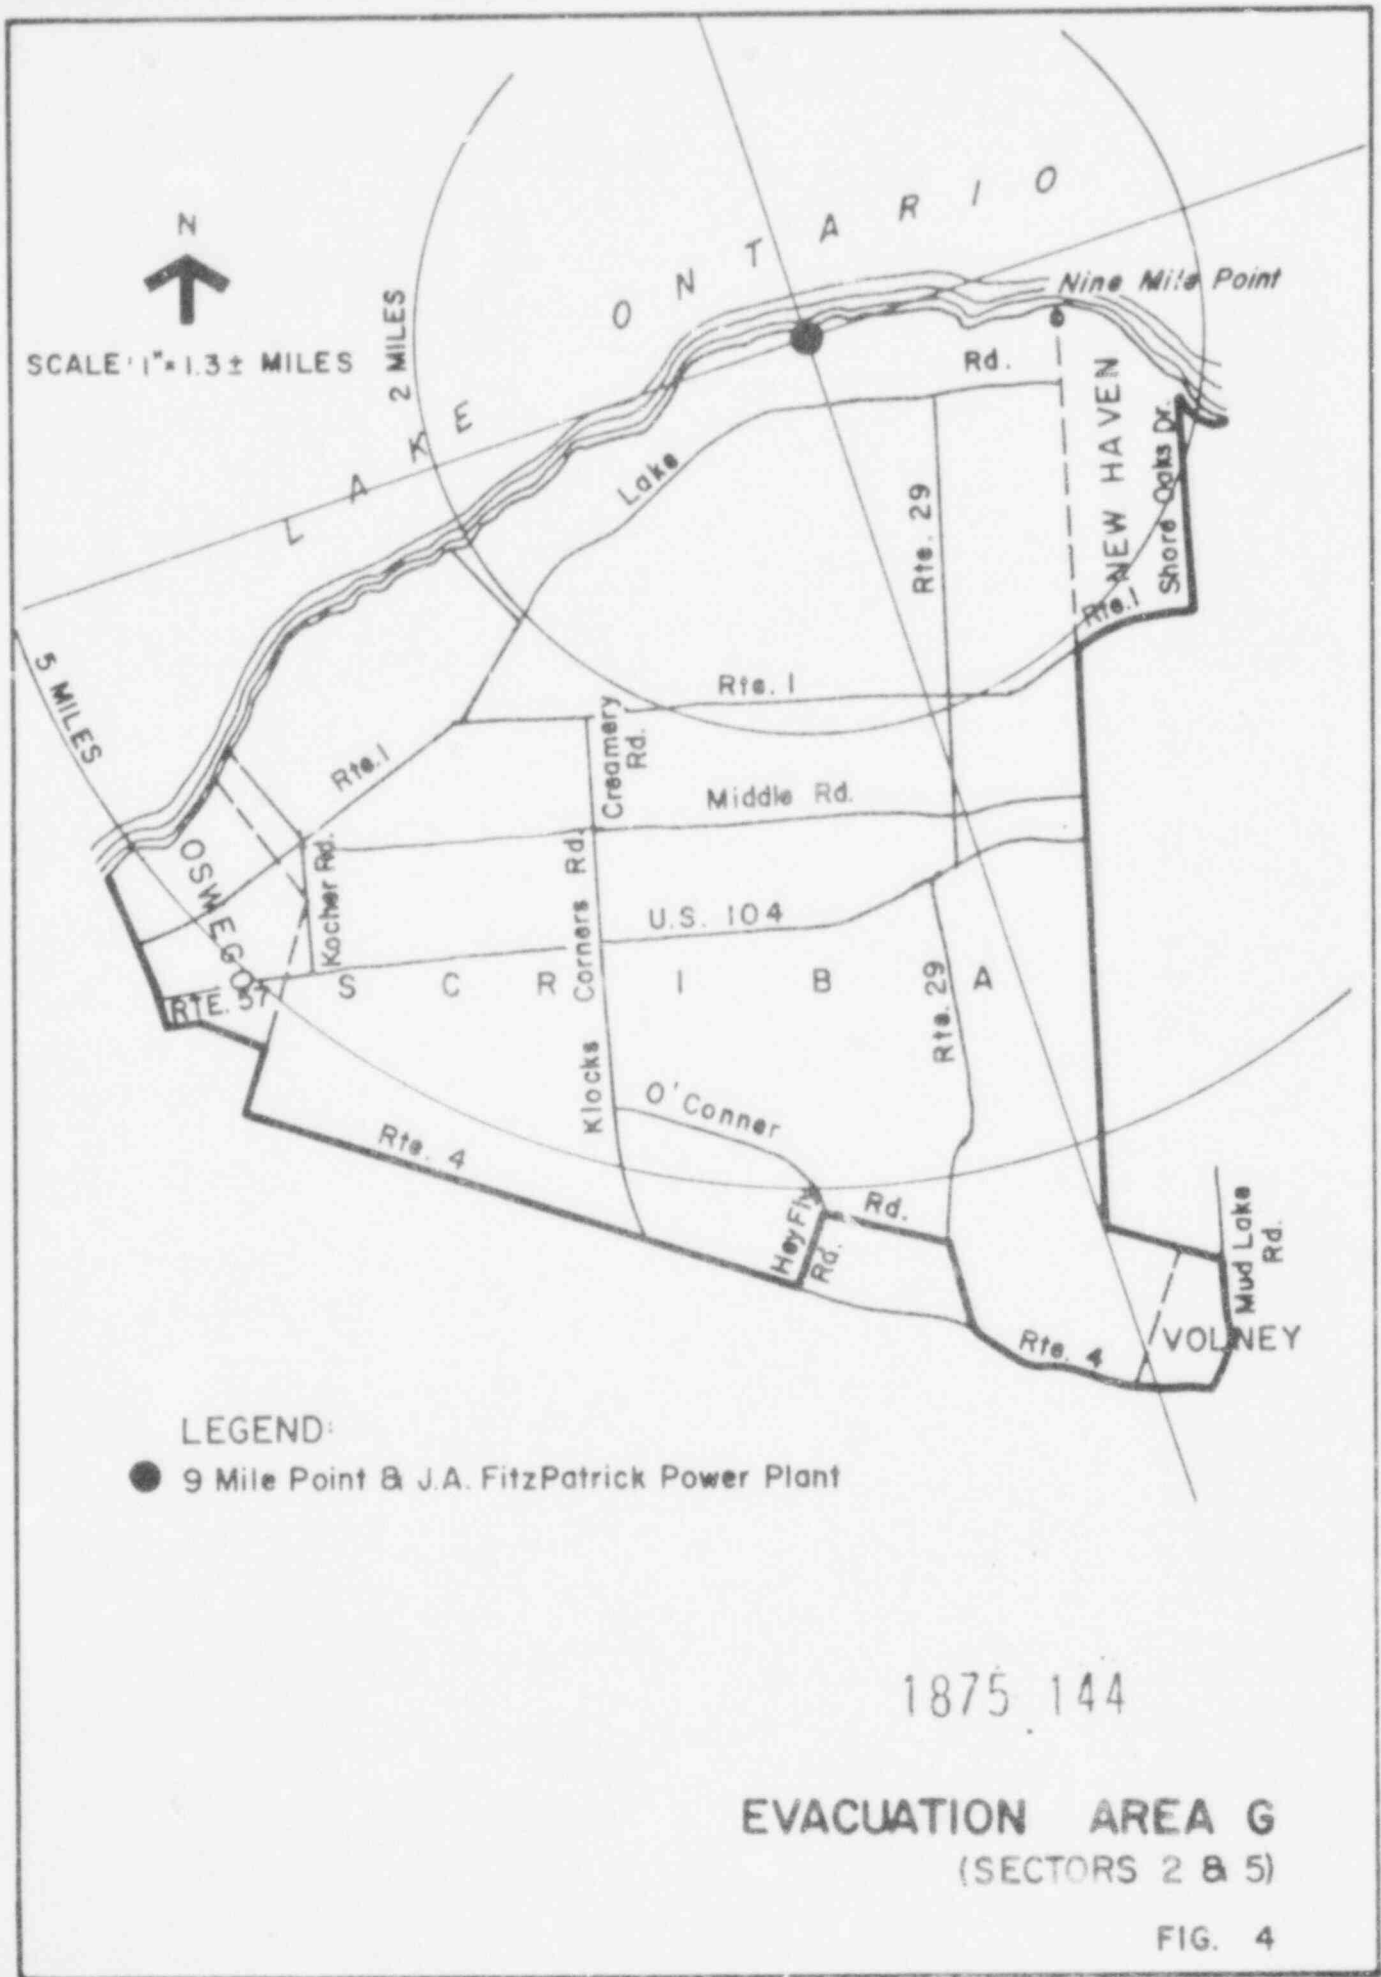 LAKE ONTARIO
N
Nine Mile Point
SCALE: 1"= 1.3 ± MILES
2 MILES
Rd.
Lake
NEW HAVEN
Shore Oaks Dr.
Rte. 29
Rte. 1
5 MILES
Rte. 1
Creamery
Rd.
Rte. 1
Middle Rd.
OSWEGO
Kocher Rd.
Klocks Corners Rd.
U.S. 104
RTE. 57
SCRIBA
Rte. 29
O'Conner
Rd.
Rte. 4
Hey Fly
Rd.
Mud Lake
Rd.
Rte. 4
VOLNEY
LEGEND:
9 Mile Point & J.A. FitzPatrick Power Plant
1875 144
EVACUATION AREA G
(SECTORS 2 & 5)
FIG. 4